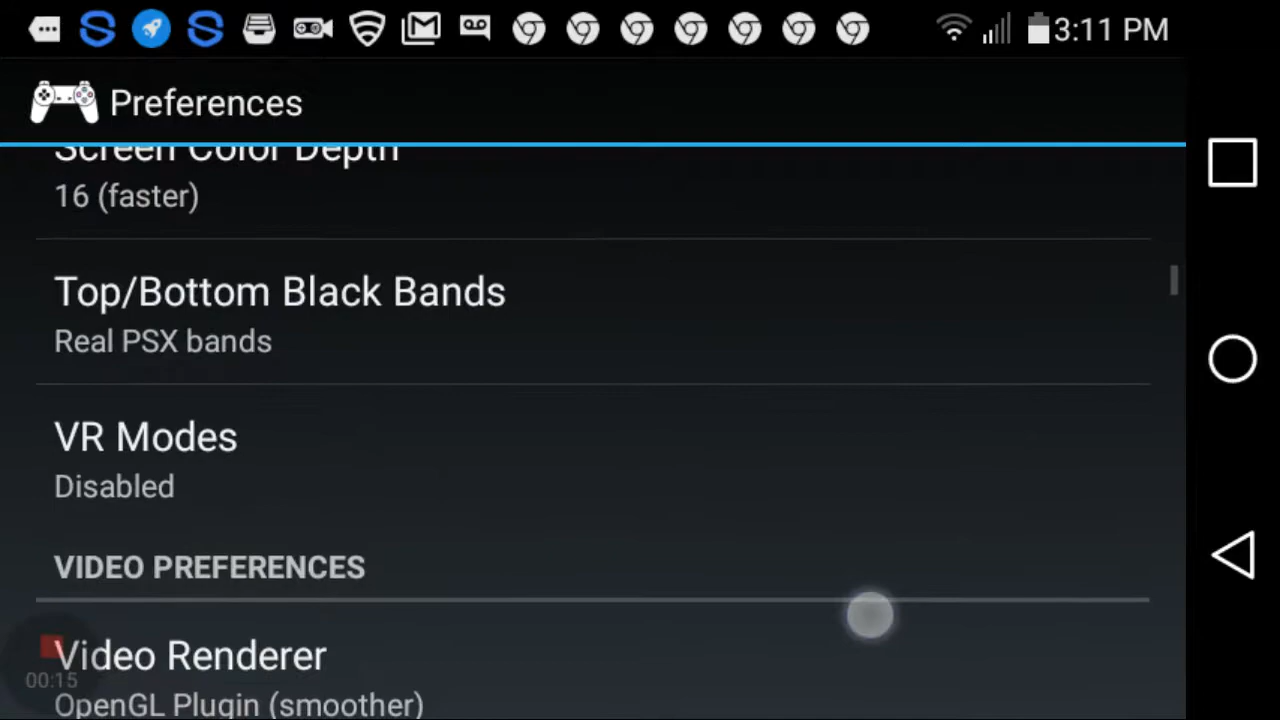 3:11 PM
Preferences
Screen Color Depth
16 (faster)
Top/Bottom Black Bands
Real PSX bands
VR Modes
Disabled
VIDEO PREFERENCES
Video Renderer
00:15
OpenGL Plugin (smoother)